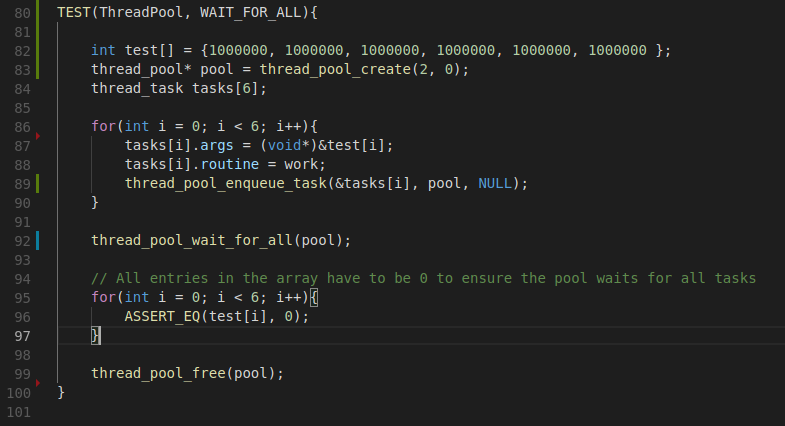 80 TEST(ThreadPool, WAIT_FOR_ALL){
81
82     int test[] = {1000000, 1000000, 1000000, 1000000, 1000000, 1000000 };
83     thread_pool* pool = thread_pool_create(2, 0);
84     thread_task tasks[6];
85
86     for(int i = 0; i < 6; i++){
87         tasks[i].args = (void*)&test[i];
88         tasks[i].routine = work;
89         thread_pool_enqueue_task(&tasks[i], pool, NULL);
90     }
91
92     thread_pool_wait_for_all(pool);
93
94     // All entries in the array have to be 0 to ensure the pool waits for all tasks
95     for(int i = 0; i < 6; i++){
96         ASSERT_EQ(test[i], 0);
97     }
98
99     thread_pool_free(pool);
100 }
101